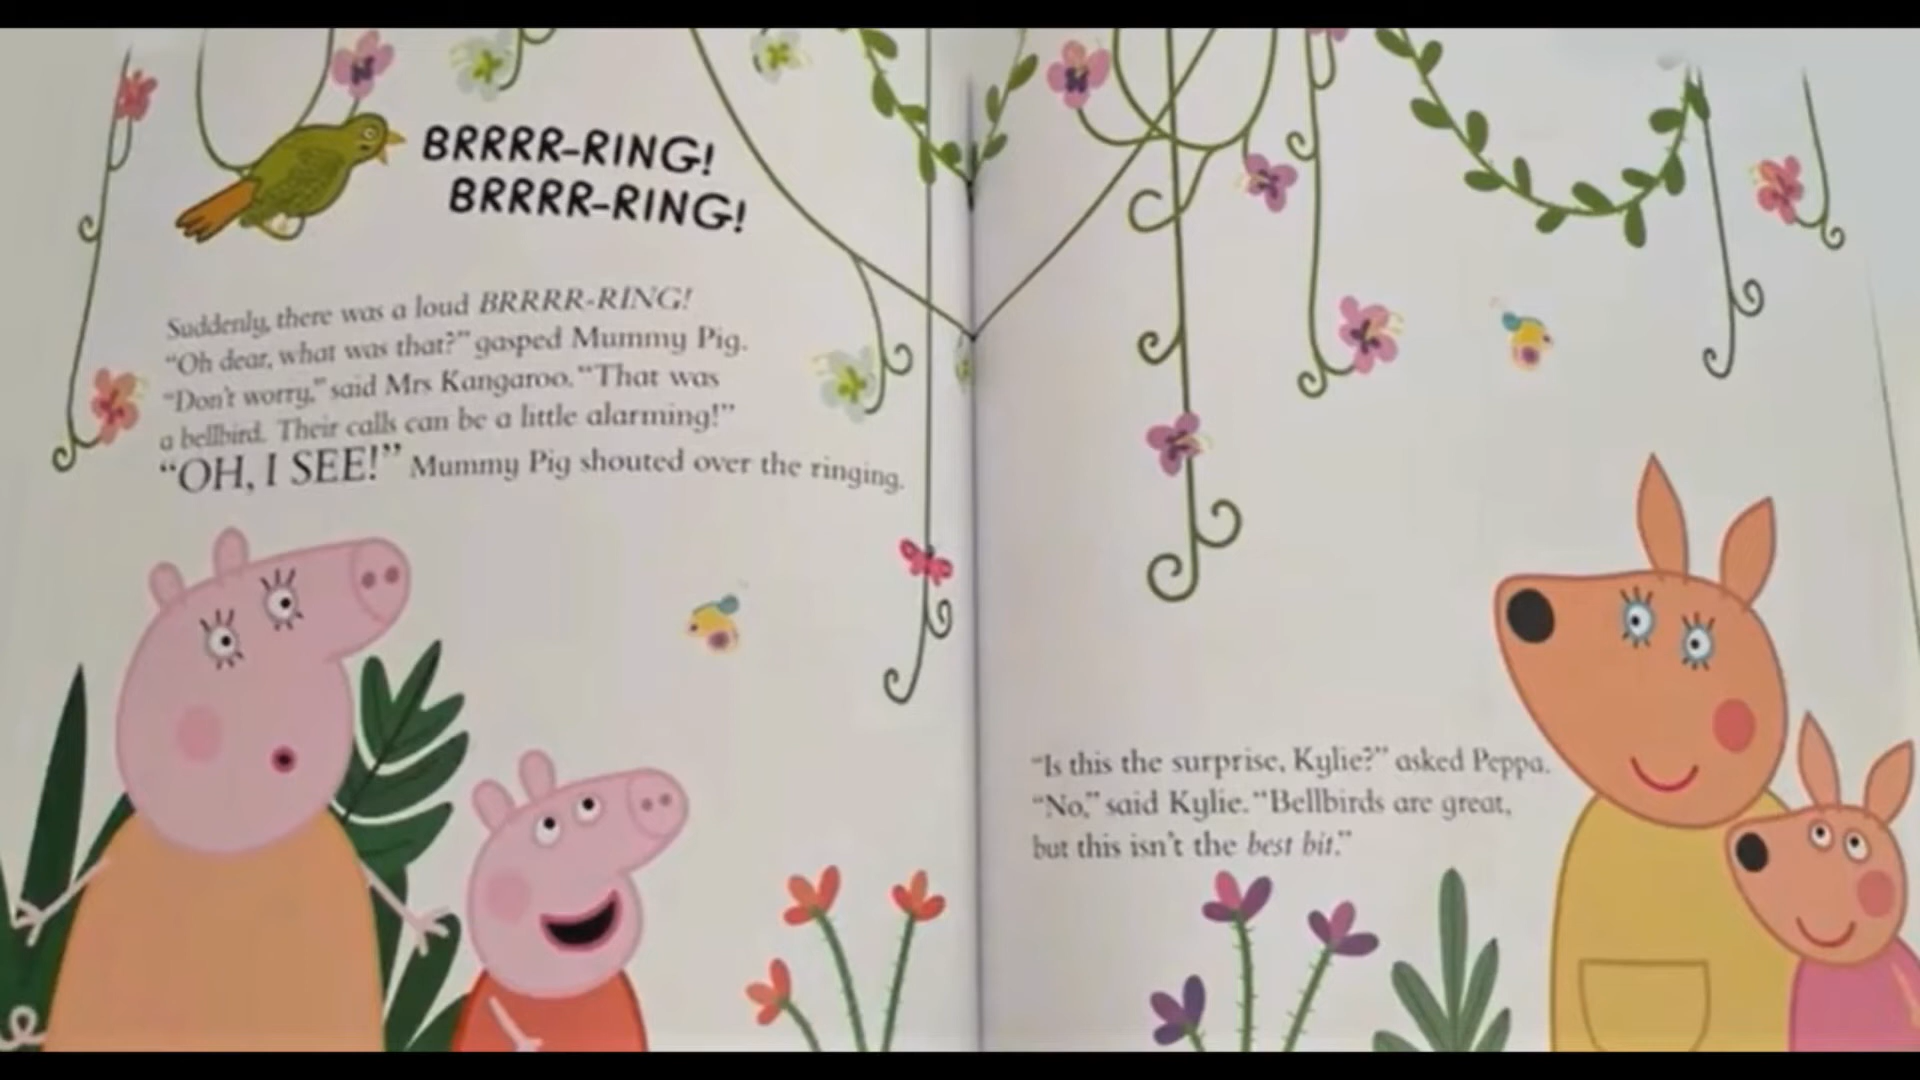 BRRRR-RING!
BRRRR-RING!
Suddenly, there was a loud BRRRR-RING!
“Oh dear, what was that?” gasped Mummy Pig.
“Don’t worry,” said Mrs Kangaroo. “That was
a bellbird. Their calls can be a little alarming!”
“OH, I SEE!” Mummy Pig shouted over the ringing.
“Is this the surprise, Kylie?” asked Peppa.
“No,” said Kylie. “Bellbirds are great,
but this isn’t the best bit.”